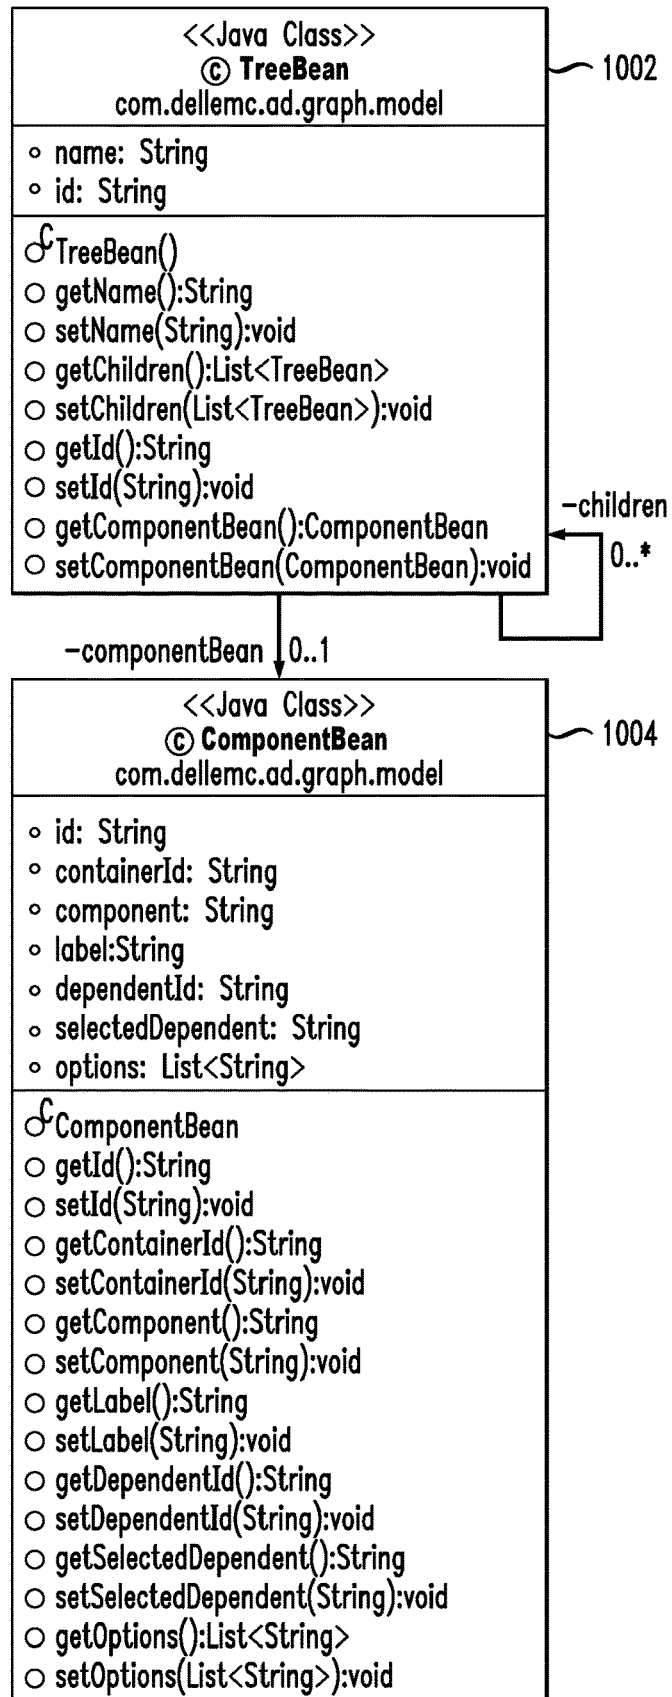 <<Java Class>>
Ⓒ TreeBean
com.dellemc.ad.graph.model
1002
name: String
id: String
C TreeBean()
getName():String
setName(String):void
getChildren():List<TreeBean>
setChildren(List<TreeBean>):void
getId():String
setId(String):void
getComponentBean():ComponentBean
setComponentBean(ComponentBean):void
-children
0..*
-componentBean 0..1
<<Java Class>>
Ⓒ ComponentBean
com.dellemc.ad.graph.model
1004
id: String
containerId: String
component: String
label:String
dependentId: String
selectedDependent: String
options: List<String>
C ComponentBean
getId():String
setId(String):void
getContainerId():String
setContainerId(String):void
getComponent():String
setComponent(String):void
getLabel():String
setLabel(String):void
getDependentId():String
setDependentId(String):void
getSelectedDependent():String
setSelectedDependent(String):void
getOptions():List<String>
setOptions(List<String>):void